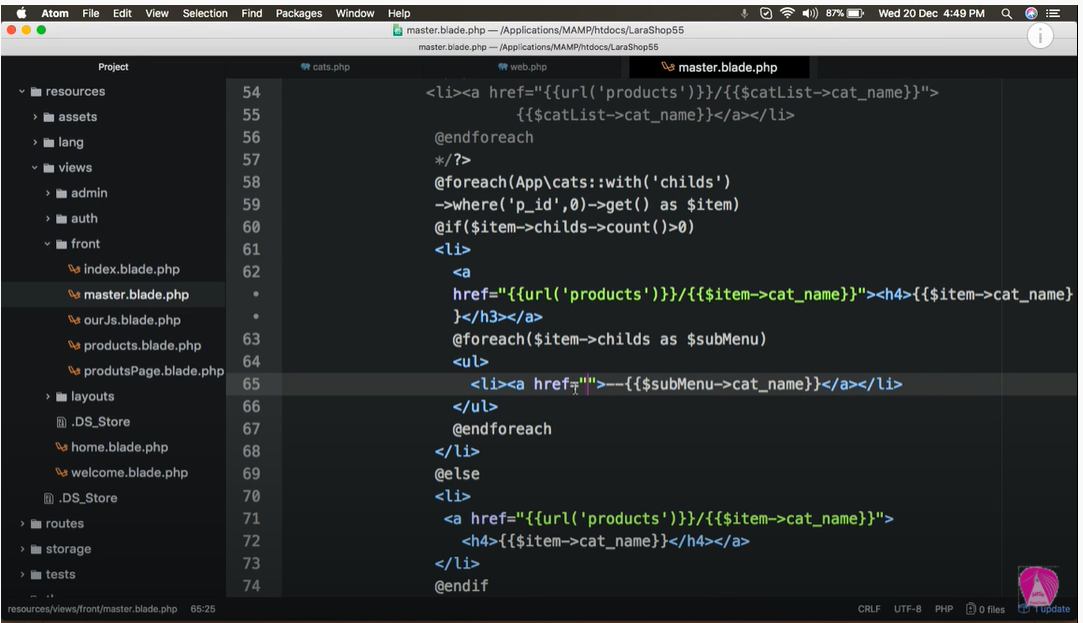 Atom File Edit View Selection Find Packages Window Help 87% Wed 20 Dec 4:49 PM
master.blade.php — /Applications/MAMP/htdocs/LaraShop55
master.blade.php — /Applications/MAMP/htdocs/LaraShop55
i
Project cats.php web.php master.blade.php
resources
assets
lang
views
admin
auth
front
index.blade.php
master.blade.php
ourJs.blade.php
products.blade.php
produtsPage.blade.php
layouts
.DS_Store
home.blade.php
welcome.blade.php
.DS_Store
routes
storage
tests
54 <li><a href="{{url('products')}}/{{$catList->cat_name}}">
55 {{$catList->cat_name}}</a></li>
56 @endforeach
57 */?>
58 @foreach(App\cats::with('childs')
59 ->where('p_id',0)->get() as $item)
60 @if($item->childs->count()>0)
61 <li>
62 <a
• href="{{url('products')}}/{{$item->cat_name}}"><h4>{{$item->cat_name}
• }</h3></a>
63 @foreach($item->childs as $subMenu)
64 <ul>
65 <li><a href="">--{{$subMenu->cat_name}}</a></li>
66 </ul>
67 @endforeach
68 </li>
69 @else
70 <li>
71 <a href="{{url('products')}}/{{$item->cat_name}}">
72 <h4>{{$item->cat_name}}</h4></a>
73 </li>
74 @endif
resources/views/front/master.blade.php 65:25 CRLF UTF-8 PHP 0 files 1 update